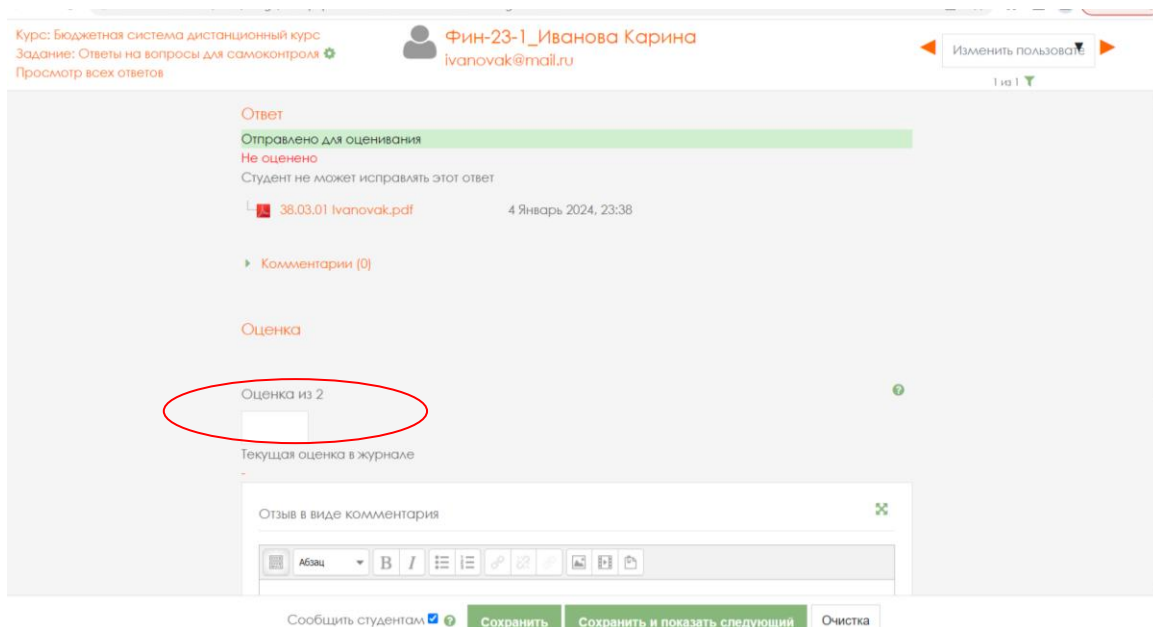 Курс: Бюджетная система дистанционный курс
Задание: Ответы на вопросы для самоконтроля
Просмотр всех ответов
Фин-23-1_Иванова Карина
ivanovak@mail.ru
Изменить пользовате
1 из 1
Ответ
Отправлено для оценивания
Не оценено
Студент не может исправлять этот ответ
38.03.01 Ivanovak.pdf 4 Январь 2024, 23:38
Комментарии (0)
Оценка
Оценка из 2
Текущая оценка в журнале
-
Отзыв в виде комментария
Абзац B I
Сообщить студентам Сохранить Сохранить и показать следующий Очистка